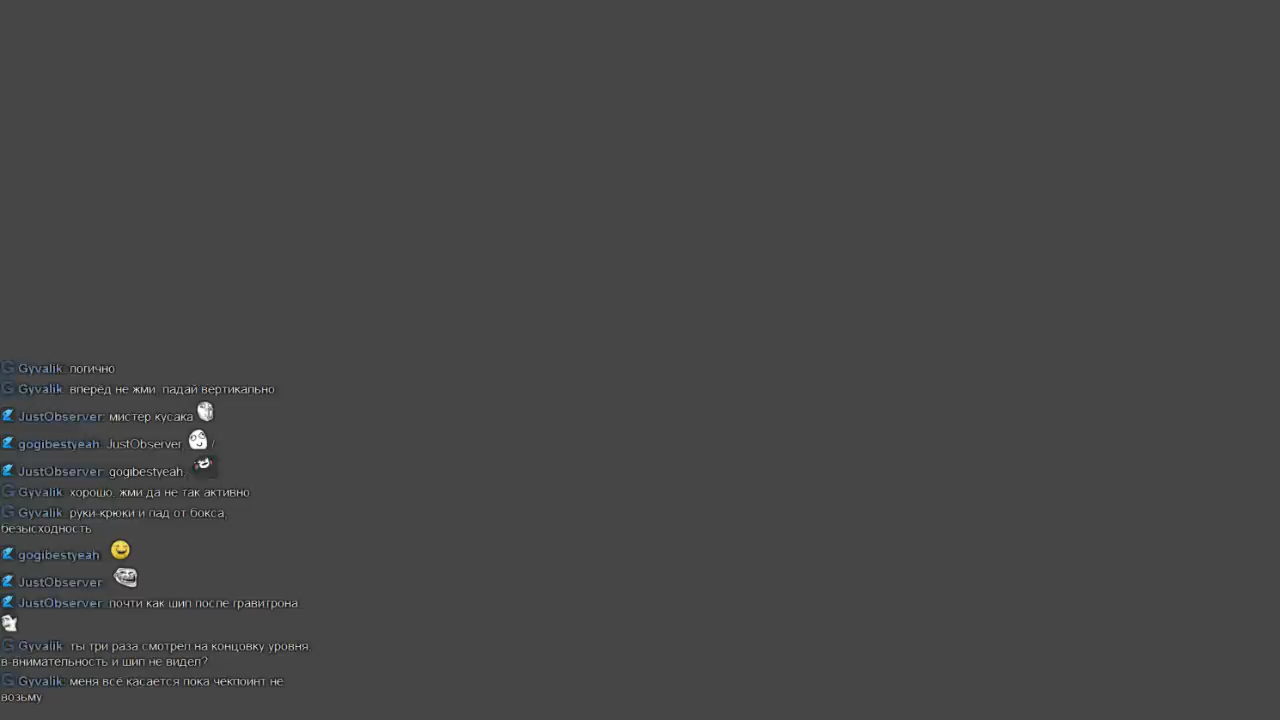 Gyvalik: логично
Gyvalik: вперёд не жми, падай вертикально
JustObserver: мистер кусака
gogibestyeah: JustObserver, /
JustObserver: gogibestyeah,
Gyvalik: хорошо, жми да не так активно
Gyvalik: руки-крюки и пад от бокса,
безысходность
gogibestyeah:
JustObserver:
JustObserver: почти как шип после гравитрона
Gyvalik: ты три раза смотрел на концовку уровня,
в-внимательность и шип не видел?
Gyvalik: меня всё касается пока чекпоинт не
возьму